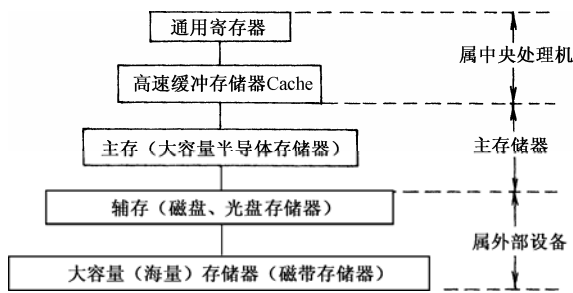 通用寄存器
属中央处理机
高速缓冲存储器Cache
主存（大容量半导体存储器）
主存储器
辅存（磁盘、光盘存储器）
属外部设备
大容量（海量）存储器（磁带存储器）